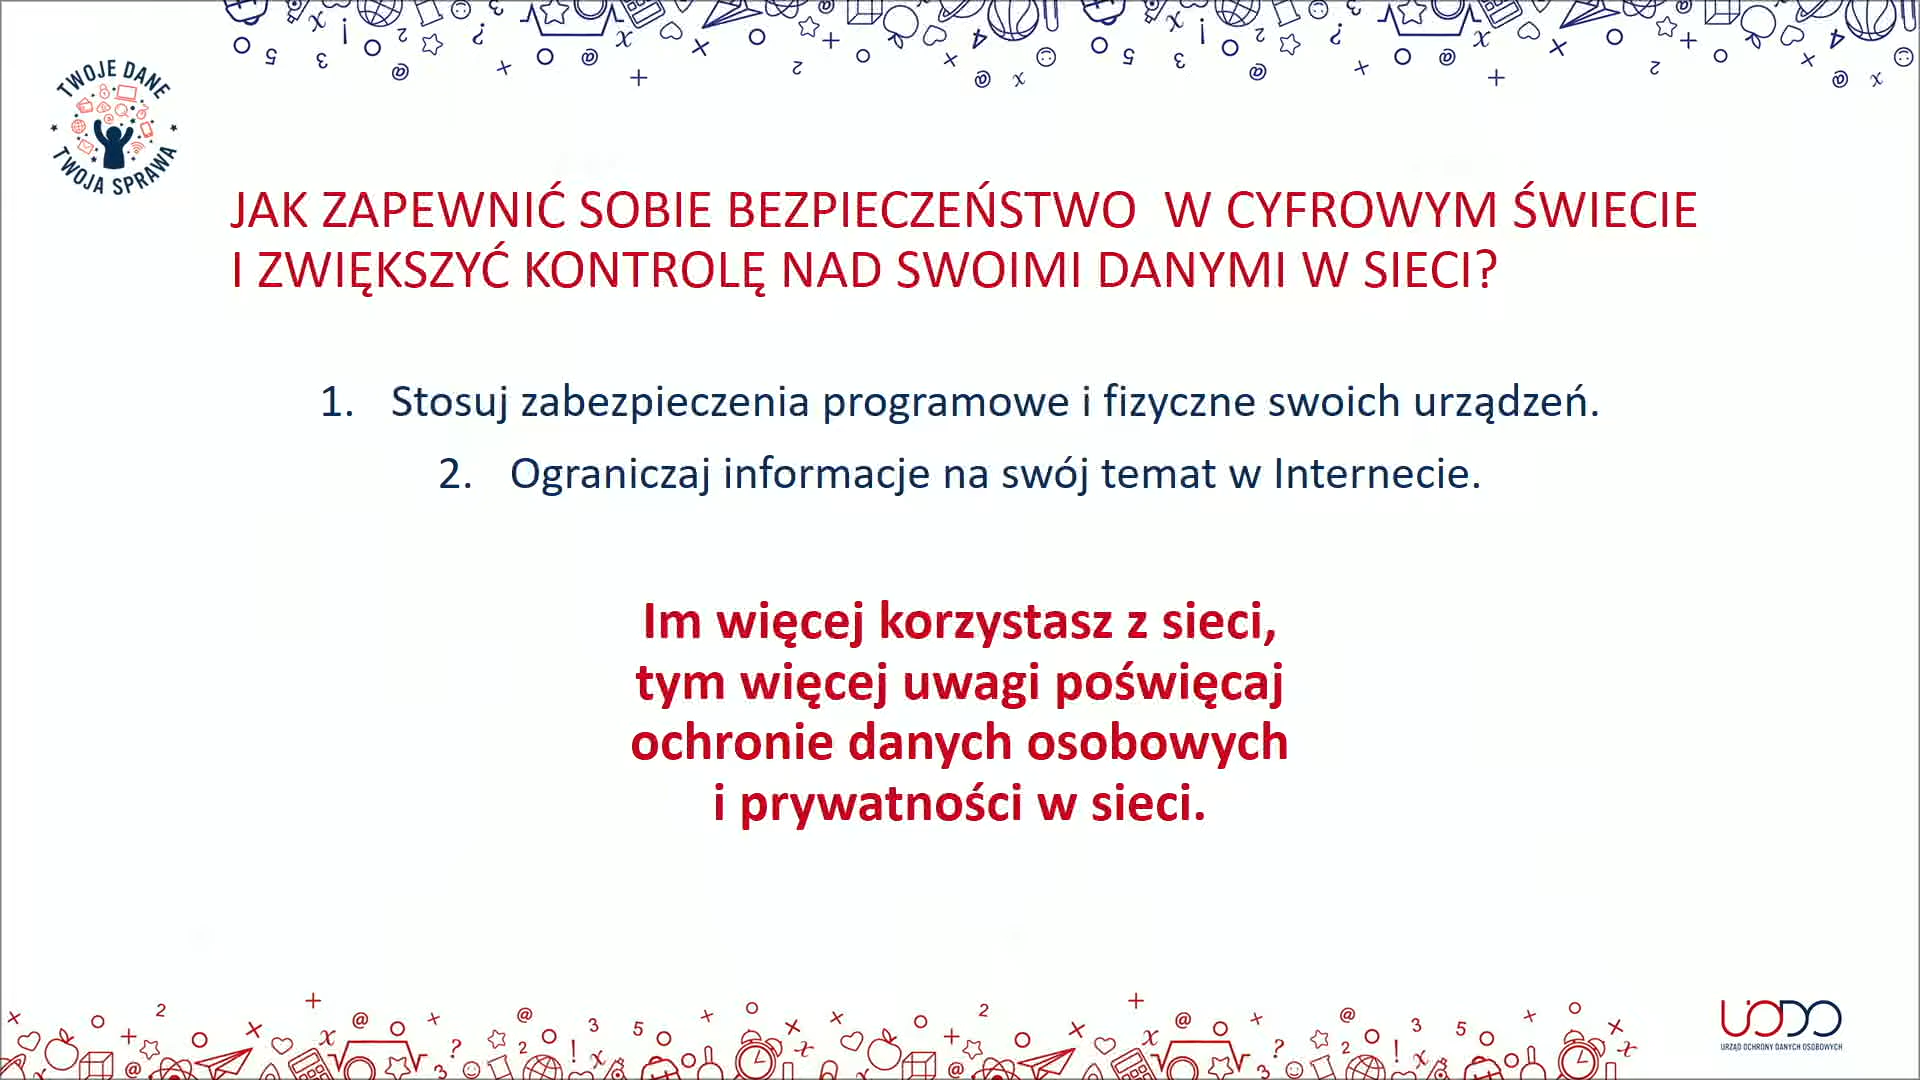 TWOJE DANE
TWOJA SPRAWA
JAK ZAPEWNIĆ SOBIE BEZPIECZEŃSTWO W CYFROWYM ŚWIECIE
I ZWIĘKSZYĆ KONTROLĘ NAD SWOIMI DANYMI W SIECI?
1. Stosuj zabezpieczenia programowe i fizyczne swoich urządzeń.
2. Ograniczaj informacje na swój temat w Internecie.
Im więcej korzystasz z sieci,
tym więcej uwagi poświęcaj
ochronie danych osobowych
i prywatności w sieci.
UODO
URZĄD OCHRONY DANYCH OSOBOWYCH